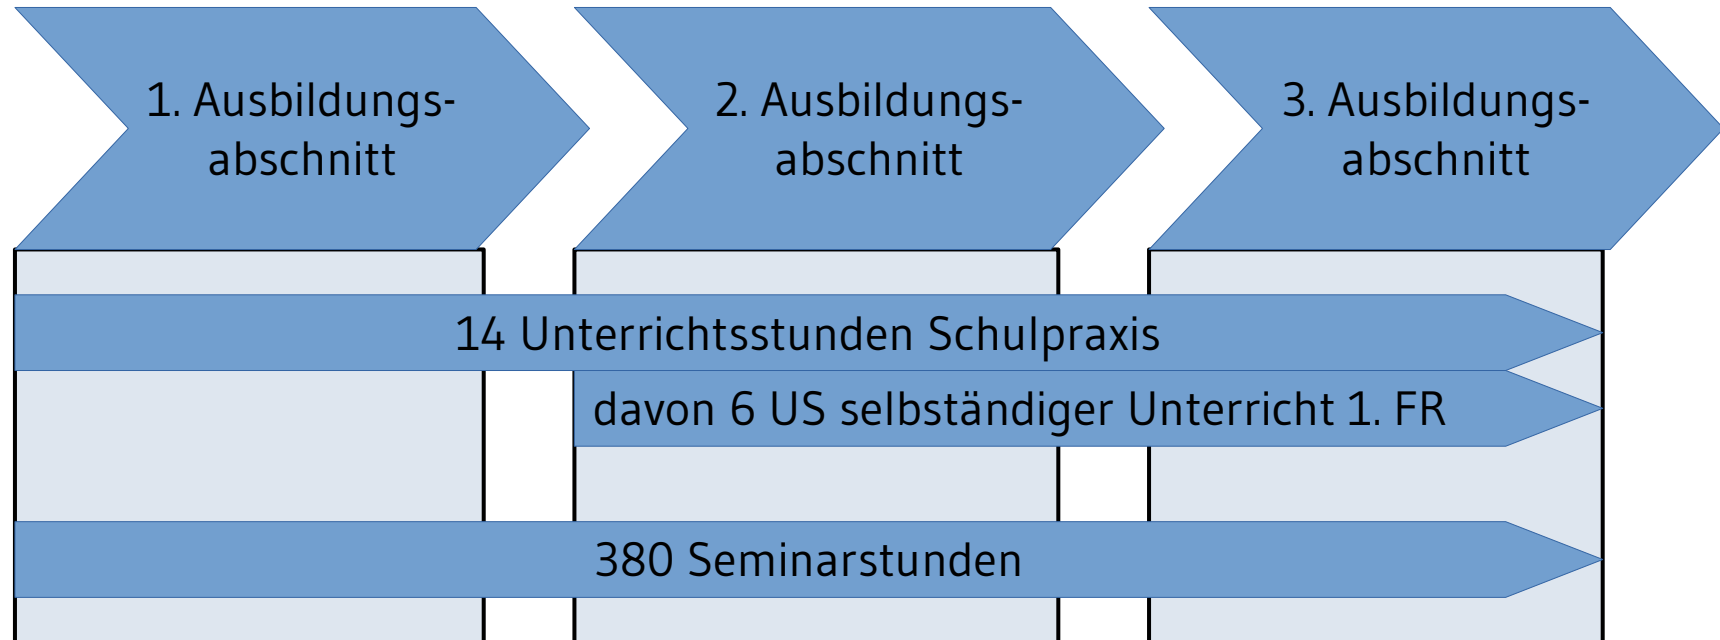 1. Ausbildungs-
abschnitt
2. Ausbildungs-
abschnitt
3. Ausbildungs-
abschnitt
14 Unterrichtsstunden Schulpraxis
davon 6 US selbständiger Unterricht 1. FR
380 Seminarstunden